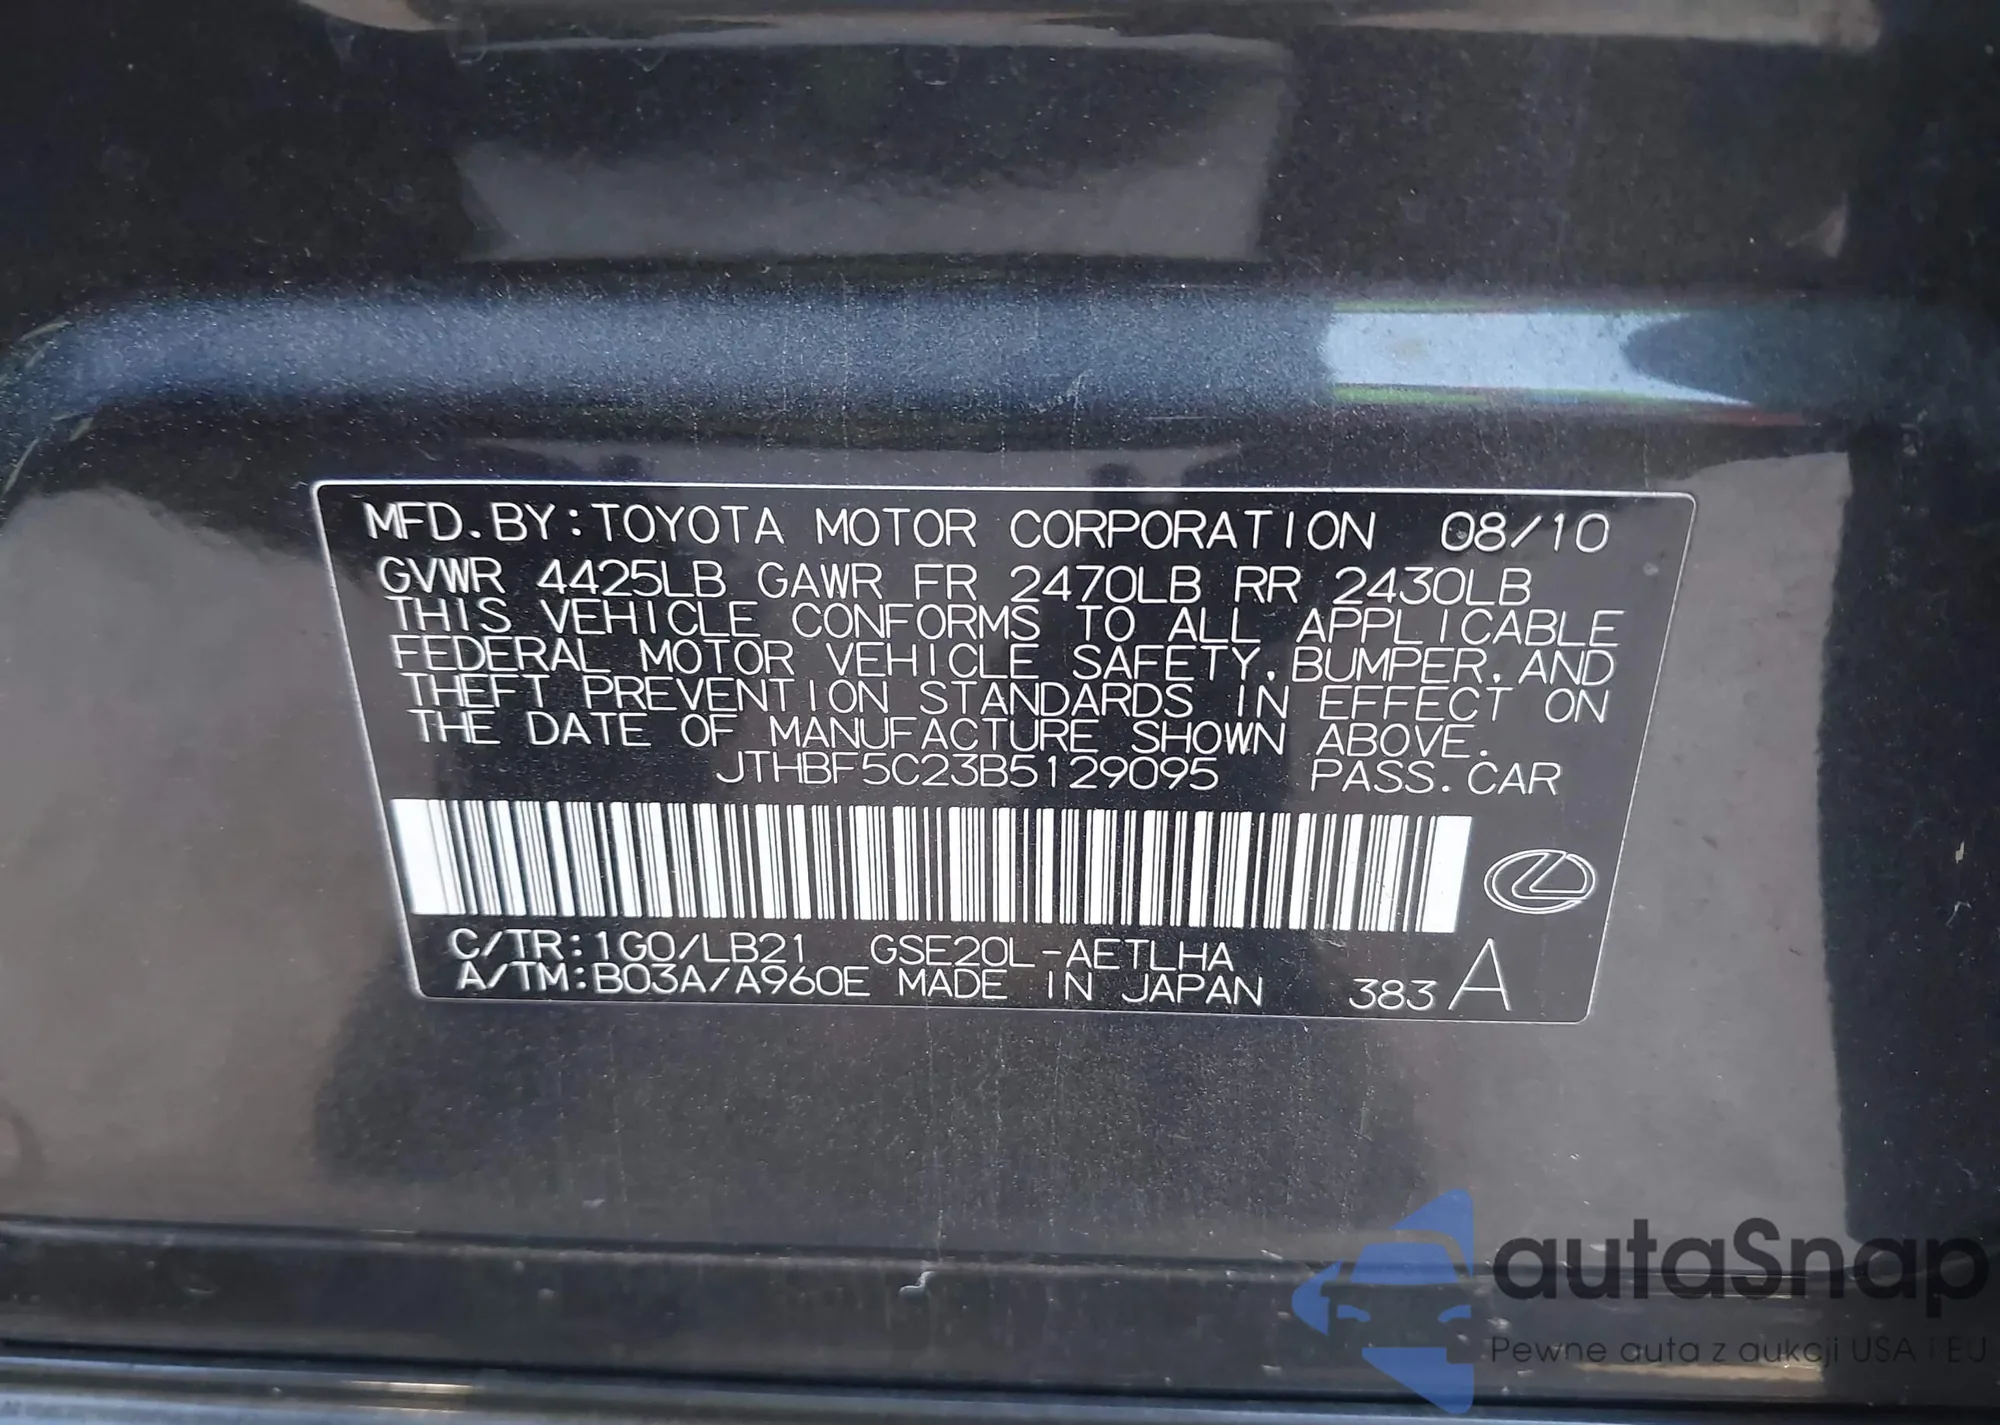 MFD.BY:TOYOTA MOTOR CORPORATION 08/10
GVWR 4425LB GAWR FR 2470LB RR 2430LB
THIS VEHICLE CONFORMS TO ALL APPLICABLE
FEDERAL MOTOR VEHICLE SAFETY,BUMPER,AND
THEFT PREVENTION STANDARDS IN EFFECT ON
THE DATE OF MANUFACTURE SHOWN ABOVE.
JTHBF5C23B5129095 PASS.CAR
C/TR:1G0/LB21 GSE20L-AETLHA
A/TM:B03A/A960E MADE IN JAPAN 383 A
autaSnap
Pewne auta z aukcji USA i EU